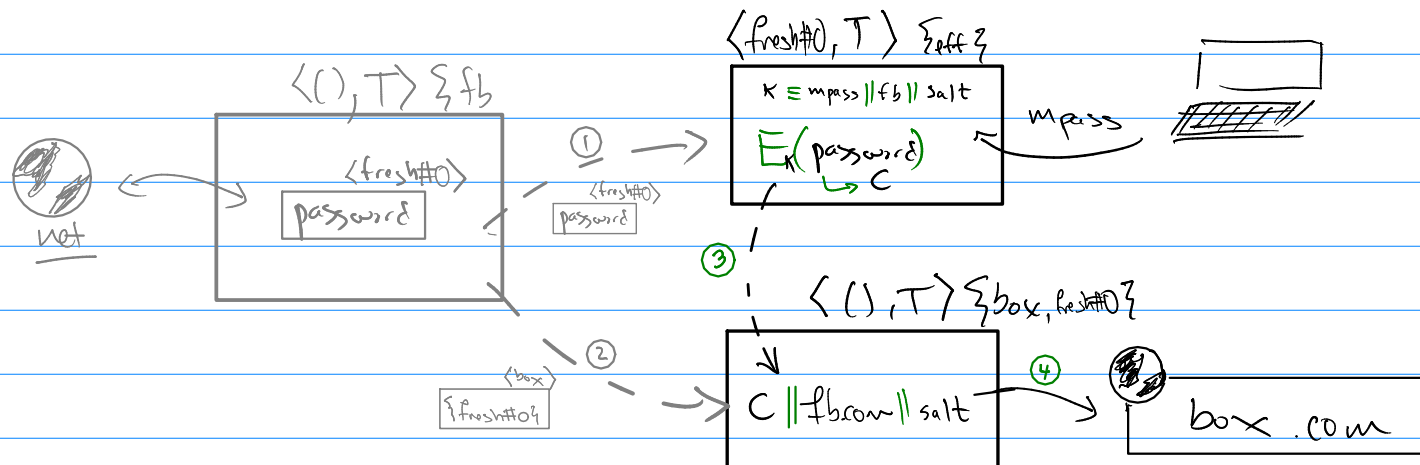 ⟨fresh#0, T⟩ {eff}
⟨(), T⟩ {fb
K ≡ mpass||fb||salt
mpass
E_K(password)
C
①
⟨fresh#0⟩
password
net
⟨fresh#0⟩
password
③
⟨(), T⟩ {box, fresh#0}
②
⟨box⟩
{fresh#0}
④
C || fb.com || salt
box.com